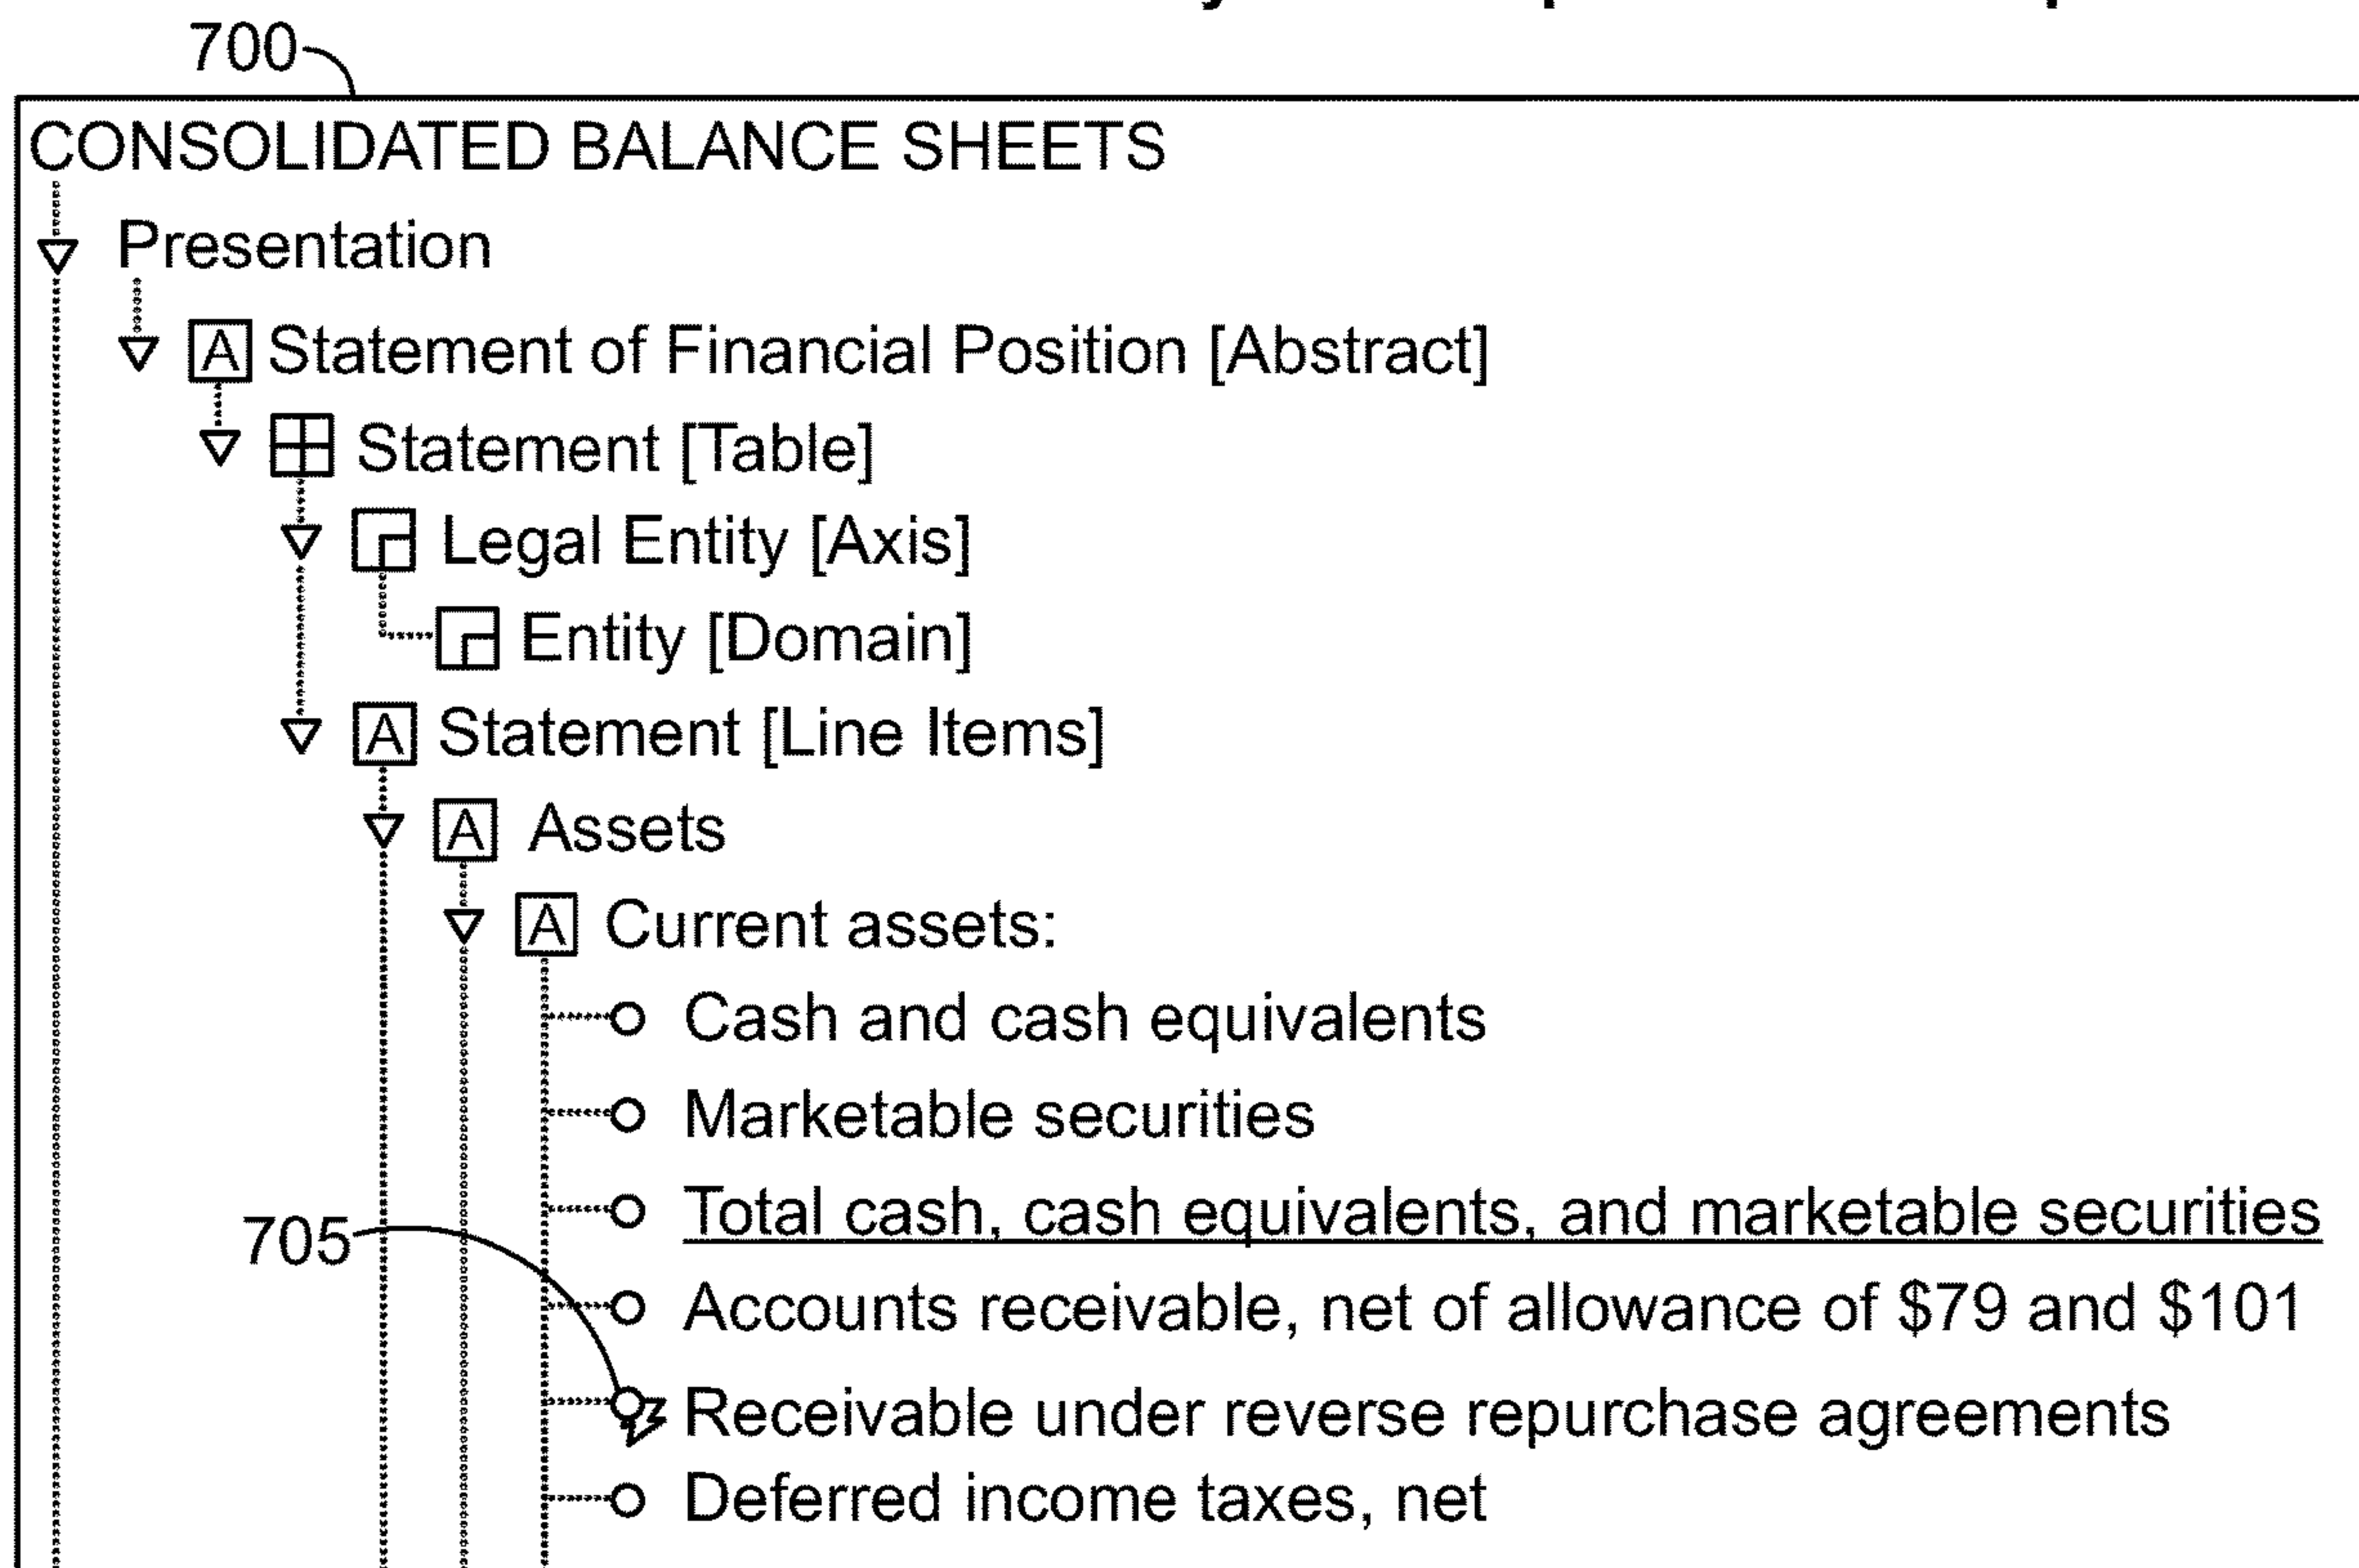 700
CONSOLIDATED BALANCE SHEETS
Presentation
A Statement of Financial Position [Abstract]
Statement [Table]
Legal Entity [Axis]
Entity [Domain]
A Statement [Line Items]
A Assets
A Current assets:
Cash and cash equivalents
Marketable securities
Total cash, cash equivalents, and marketable securities
705
Accounts receivable, net of allowance of $79 and $101
Receivable under reverse repurchase agreements
Deferred income taxes, net